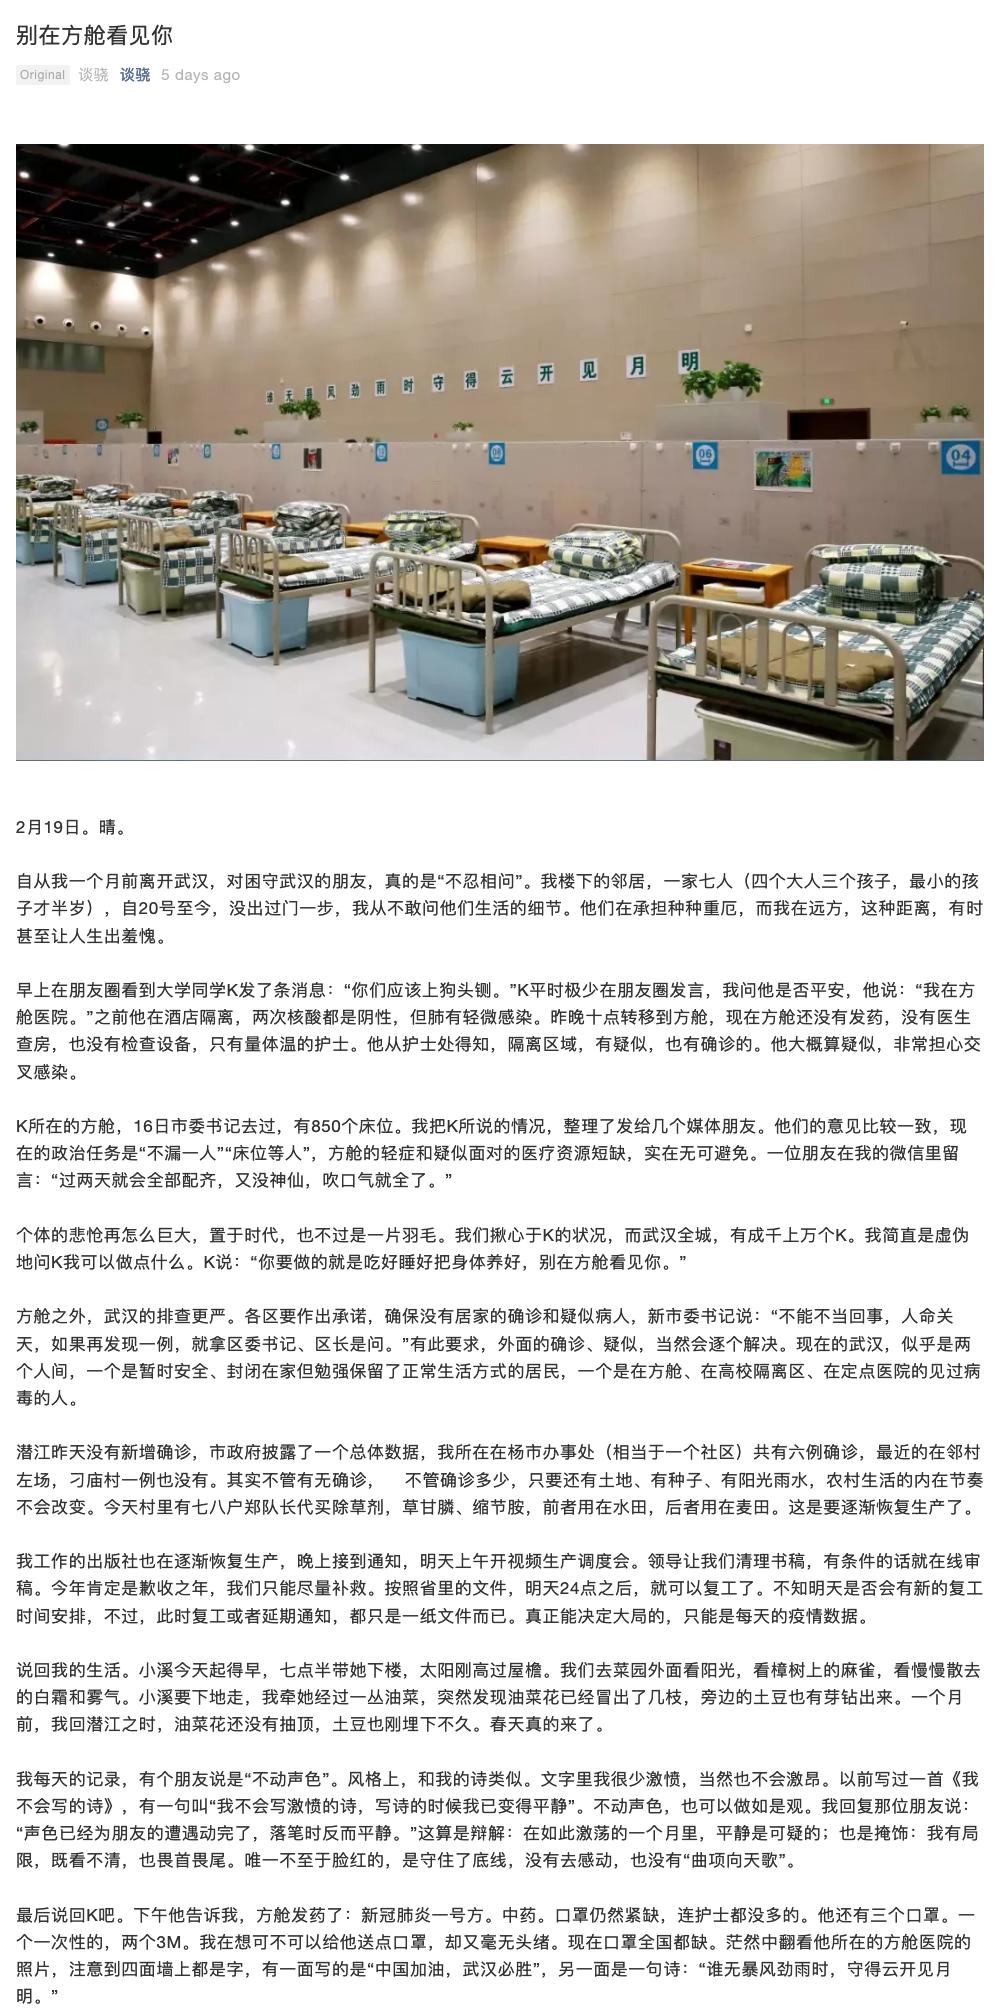 别在方舱看见你
Original 谈骁 谈骁 5 days ago
谁无暴风劲雨时守得云开见月明
08
06
04
2月19日。晴。
自从我一个月前离开武汉，对困守武汉的朋友，真的是“不忍相问”。我楼下的邻居，一家七人（四个大人三个孩子，最小的孩
子才半岁），自20号至今，没出过门一步，我从不敢问他们生活的细节。他们在承担种种重厄，而我在远方，这种距离，有时
甚至让人生出羞愧。
早上在朋友圈看到大学同学K发了条消息：“你们应该上狗头铡。”K平时极少在朋友圈发言，我问他是否平安，他说：“我在方
舱医院。”之前他在酒店隔离，两次核酸都是阴性，但肺有轻微感染。昨晚十点转移到方舱，现在方舱还没有发药，没有医生
查房，也没有检查设备，只有量体温的护士。他从护士处得知，隔离区域，有疑似，也有确诊的。他大概算疑似，非常担心交
叉感染。
K所在的方舱，16日市委书记去过，有850个床位。我把K所说的情况，整理了发给几个媒体朋友。他们的意见比较一致，现
在的政治任务是“不漏一人”“床位等人”，方舱的轻症和疑似面对的医疗资源短缺，实在无可避免。一位朋友在我的微信里留
言：“过两天就会全部配齐，又没神仙，吹口气就全了。”
个体的悲怆再怎么巨大，置于时代，也不过是一片羽毛。我们揪心于K的状况，而武汉全城，有成千上万个K。我简直是虚伪
地问K我可以做点什么。K说：“你要做的就是吃好睡好把身体养好，别在方舱看见你。”
方舱之外，武汉的排查更严。各区要作出承诺，确保没有居家的确诊和疑似病人，新市委书记说：“不能不当回事，人命关
天，如果再发现一例，就拿区委书记、区长是问。”有此要求，外面的确诊、疑似，当然会逐个解决。现在的武汉，似乎是两
个人间，一个是暂时安全、封闭在家但勉强保留了正常生活方式的居民，一个是在方舱、在高校隔离区、在定点医院的见过病
毒的人。
潜江昨天没有新增确诊，市政府披露了一个总体数据，我所在在杨市办事处（相当于一个社区）共有六例确诊，最近的在邻村
左场，刁庙村一例也没有。其实不管有无确诊， 不管确诊多少，只要还有土地、有种子、有阳光雨水，农村生活的内在节奏
不会改变。今天村里有七八户郑队长代买除草剂，草甘膦、缩节胺，前者用在水田，后者用在麦田。这是要逐渐恢复生产了。
我工作的出版社也在逐渐恢复生产，晚上接到通知，明天上午开视频生产调度会。领导让我们清理书稿，有条件的话就在线审
稿。今年肯定是歉收之年，我们只能尽量补救。按照省里的文件，明天24点之后，就可以复工了。不知明天是否会有新的复工
时间安排，不过，此时复工或者延期通知，都只是一纸文件而已。真正能决定大局的，只能是每天的疫情数据。
说回我的生活。小溪今天起得早，七点半带她下楼，太阳刚高过屋檐。我们去菜园外面看阳光，看樟树上的麻雀，看慢慢散去
的白霜和雾气。小溪要下地走，我牵她经过一丛油菜，突然发现油菜花已经冒出了几枝，旁边的土豆也有芽钻出来。一个月
前，我回潜江之时，油菜花还没有抽顶，土豆也刚埋下不久。春天真的来了。
我每天的记录，有个朋友说是“不动声色”。风格上，和我的诗类似。文字里我很少激愤，当然也不会激昂。以前写过一首《我
不会写的诗》，有一句叫“我不会写激愤的诗，写诗的时候我已变得平静”。不动声色，也可以做如是观。我回复那位朋友说：
“声色已经为朋友的遭遇动完了，落笔时反而平静。”这算是辩解：在如此激荡的一个月里，平静是可疑的；也是掩饰：我有局
限，既看不清，也畏首畏尾。唯一不至于脸红的，是守住了底线，没有去感动，也没有“曲项向天歌”。
最后说回K吧。下午他告诉我，方舱发药了：新冠肺炎一号方。中药。口罩仍然紧缺，连护士都没多的。他还有三个口罩。一
个一次性的，两个3M。我在想可不可以给他送点口罩，却又毫无头绪。现在口罩全国都缺。茫然中翻看他所在的方舱医院的
照片，注意到四面墙上都是字，有一面写的是“中国加油，武汉必胜”，另一面是一句诗：“谁无暴风劲雨时，守得云开见月
明。”